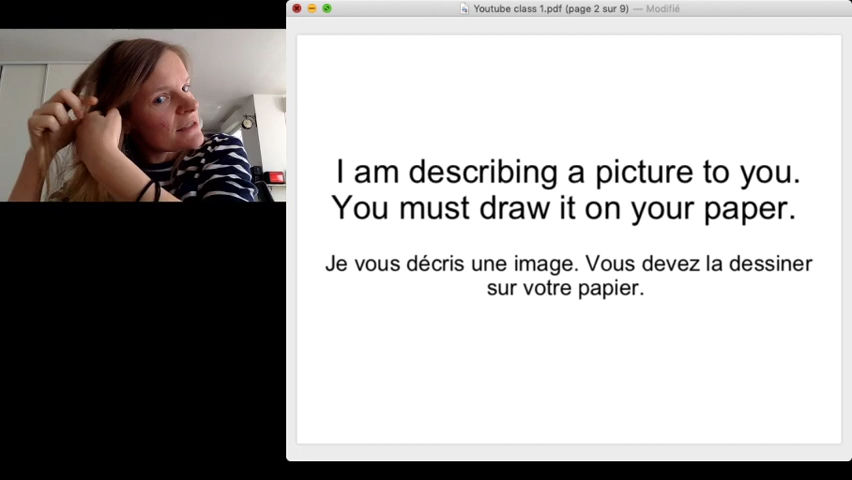 Youtube class 1.pdf (page 2 sur 9) — Modifié
I am describing a picture to you.
You must draw it on your paper.
Je vous décris une image. Vous devez la dessiner
sur votre papier.